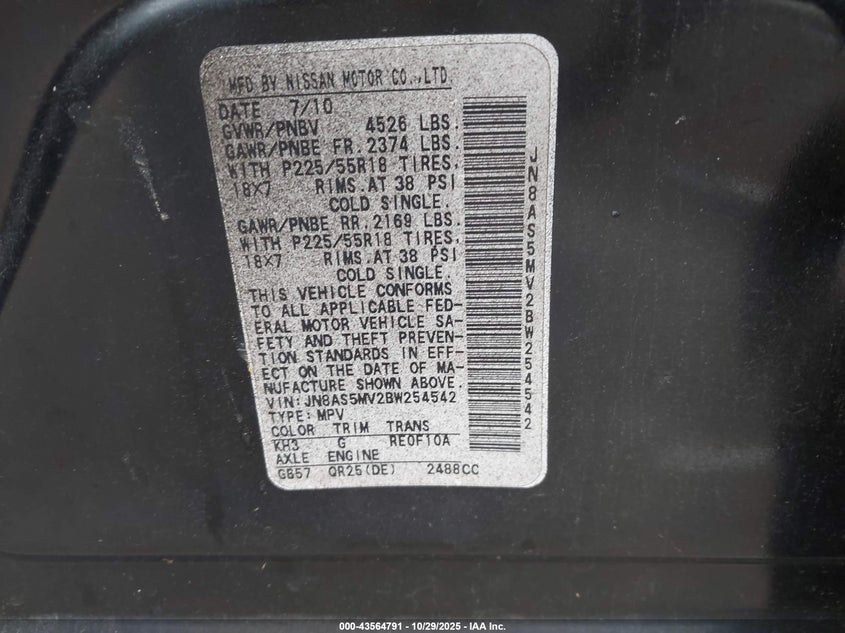 MFD BY NISSAN MOTOR CO.,LTD.
DATE 7/10
GVWR/PNBV 4526 LBS.
GAWR/PNBE FR. 2374 LBS.
WITH P225/55R18 TIRES.
18X7 RIMS.AT 38 PSI
COLD SINGLE.
GAWR/PNBE RR. 2169 LBS.
WITH P225/55R18 TIRES.
18X7 RIMS.AT 38 PSI
COLD SINGLE.
THIS VEHICLE CONFORMS
TO ALL APPLICABLE FED-
ERAL MOTOR VEHICLE SA-
FETY AND THEFT PREVEN-
TION STANDARDS IN EFF-
ECT ON THE DATE OF MA-
NUFACTURE SHOWN ABOVE.
VIN:JN8AS5MV2BW254542
TYPE:MPV
COLOR TRIM TRANS
KH3 G RE0F10A
AXLE ENGINE
GB57 QR25(DE) 2488CC
JN8AS5MV2BW254542
000-43564791 - 10/29/2025 - IAA Inc.